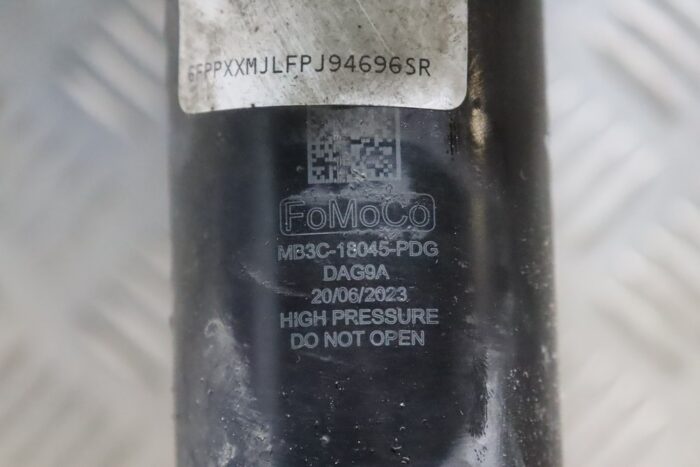 6FPPXXMJLFPJ94696SR
FoMoCo
MB3C-18045-PDG
DAG9A
20/06/2023
HIGH PRESSURE
DO NOT OPEN